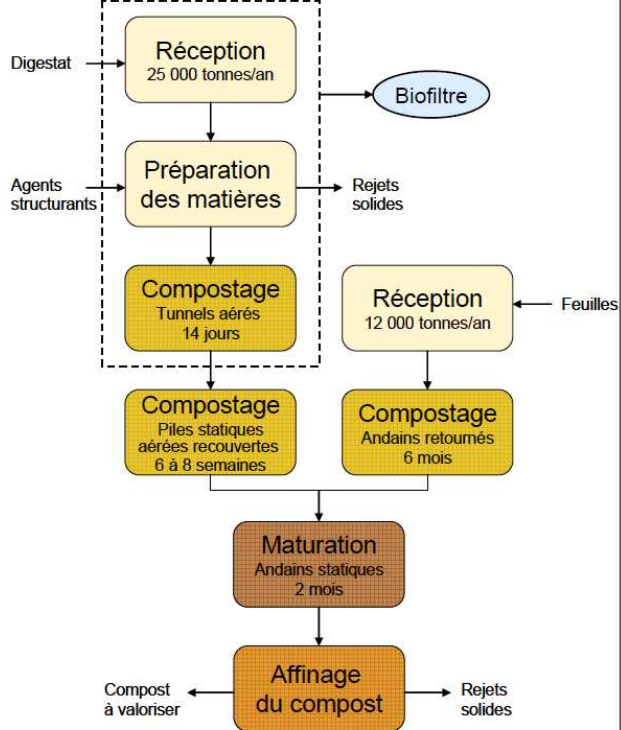 Digestat
Réception
25 000 tonnes/an
Biofiltre
Agents
structurants
Préparation
des matières
Rejets
solides
Compostage
Tunnels aérés
14 jours
Réception
12 000 tonnes/an
Feuilles
Compostage
Piles statiques
aérées recouvertes
6 à 8 semaines
Compostage
Andains retournés
6 mois
Maturation
Andains statiques
2 mois
Compost
à valoriser
Affinage
du compost
Rejets
solides